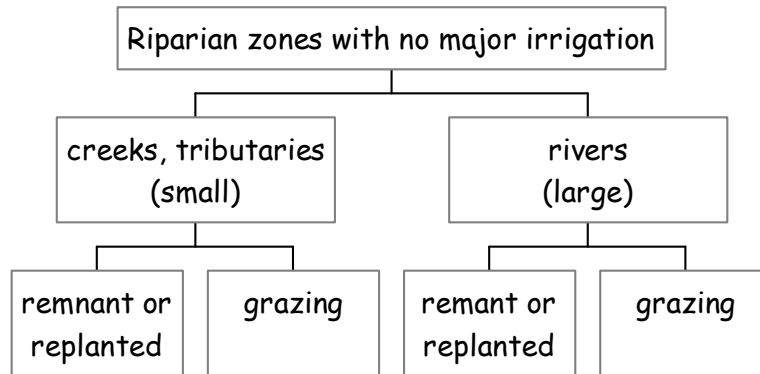 Riparian zones with no major irrigation
creeks, tributaries
(small)
rivers
(large)
remnant or
replanted
grazing
remant or
replanted
grazing